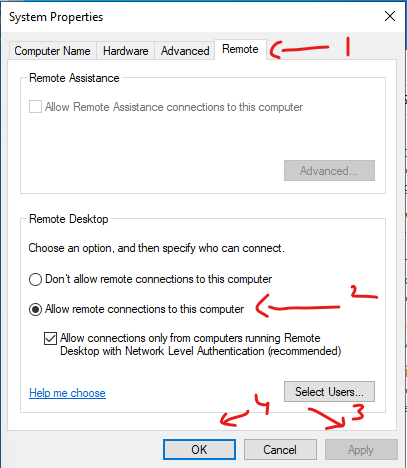 System Properties
Computer Name Hardware Advanced Remote
1
Remote Assistance
Allow Remote Assistance connections to this computer
Advanced...
Remote Desktop
Choose an option, and then specify who can connect.
Don't allow remote connections to this computer
2
Allow remote connections to this computer
Allow connections only from computers running Remote
Desktop with Network Level Authentication (recommended)
Help me choose
Select Users...
4 3
OK Cancel Apply